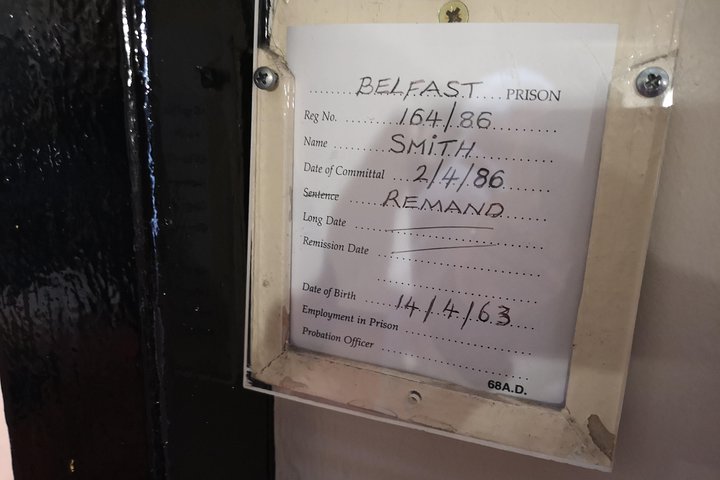 BELFAST PRISON
Reg No. 164/86
Name SMITH
Date of Committal 2/4/86
Sentence REMAND
Long Date
Remission Date
Date of Birth 14/4/63
Employment in Prison
Probation Officer
68A.D.